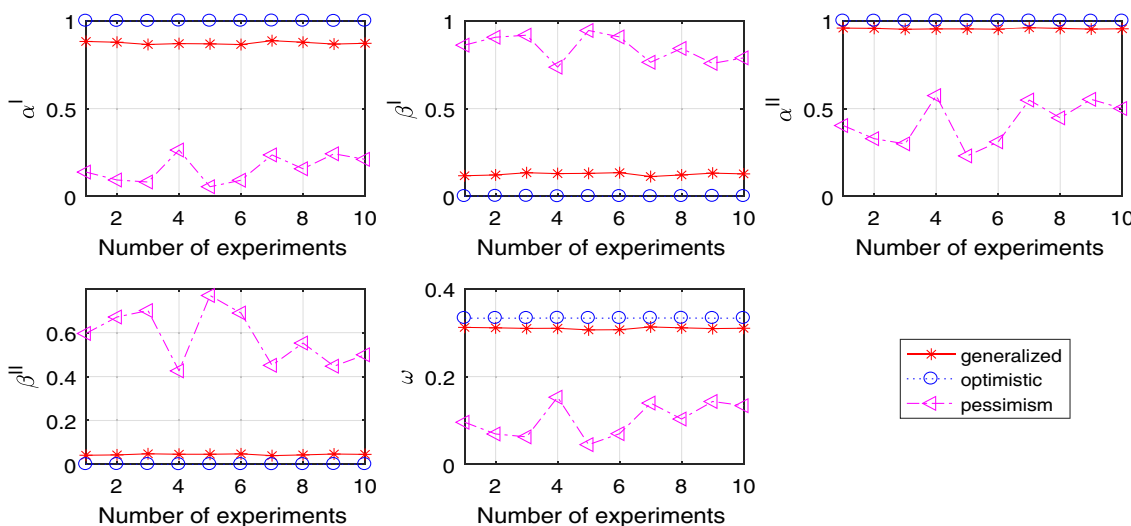 1
0.5
0
α^I
2 4 6 8 10
Number of experiments
1
0.5
0
β^I
2 4 6 8 10
Number of experiments
1
0.5
0
α^II
2 4 6 8 10
Number of experiments
0.6
0.4
0.2
0
β^II
2 4 6 8 10
Number of experiments
0.4
0.2
0
ω
2 4 6 8 10
Number of experiments
generalized
optimistic
pessimism